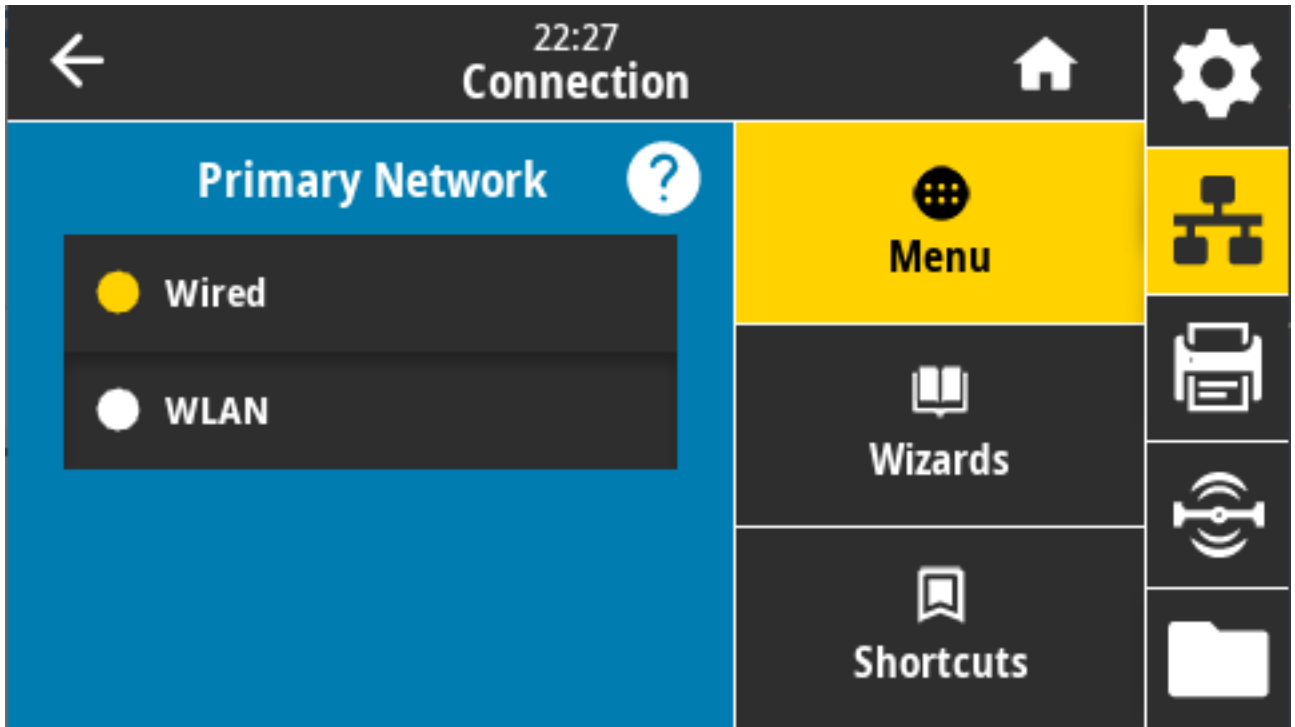 22:27
Connection
Primary Network
?
Wired
WLAN
Menu
Wizards
Shortcuts